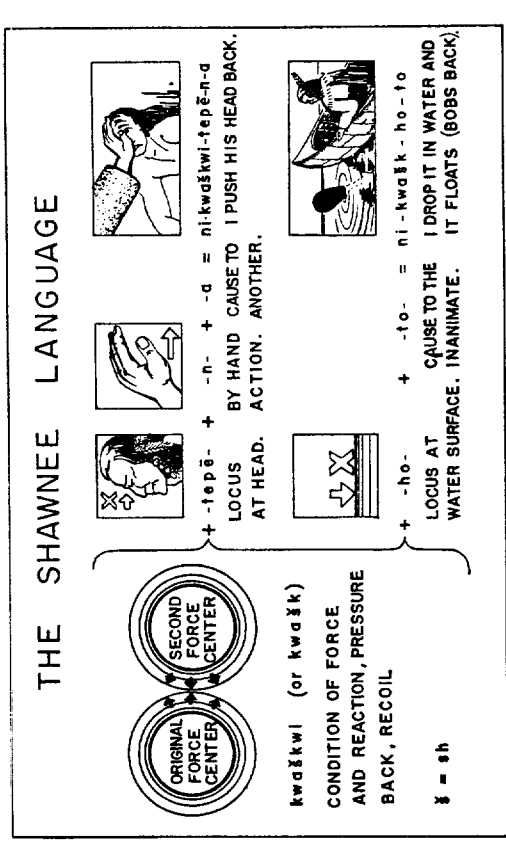 THE SHAWNEE LANGUAGE
ORIGINAL
FORCE
CENTER
SECOND
FORCE
CENTER
kwaškwi (or kwašk)
CONDITION OF FORCE
AND REACTION, PRESSURE
BACK, RECOIL
š = sh
+ -tepē- + -n- + -a = ni-kwaškwi-tepē-n-a
LOCUS BY HAND CAUSE TO I PUSH HIS HEAD BACK.
AT HEAD. ACTION. ANOTHER.
+ -ho- + -to- = ni-kwašk-ho-to
LOCUS AT CAUSE TO THE I DROP IT IN WATER AND
WATER SURFACE. INANIMATE. IT FLOATS (BOBS BACK).